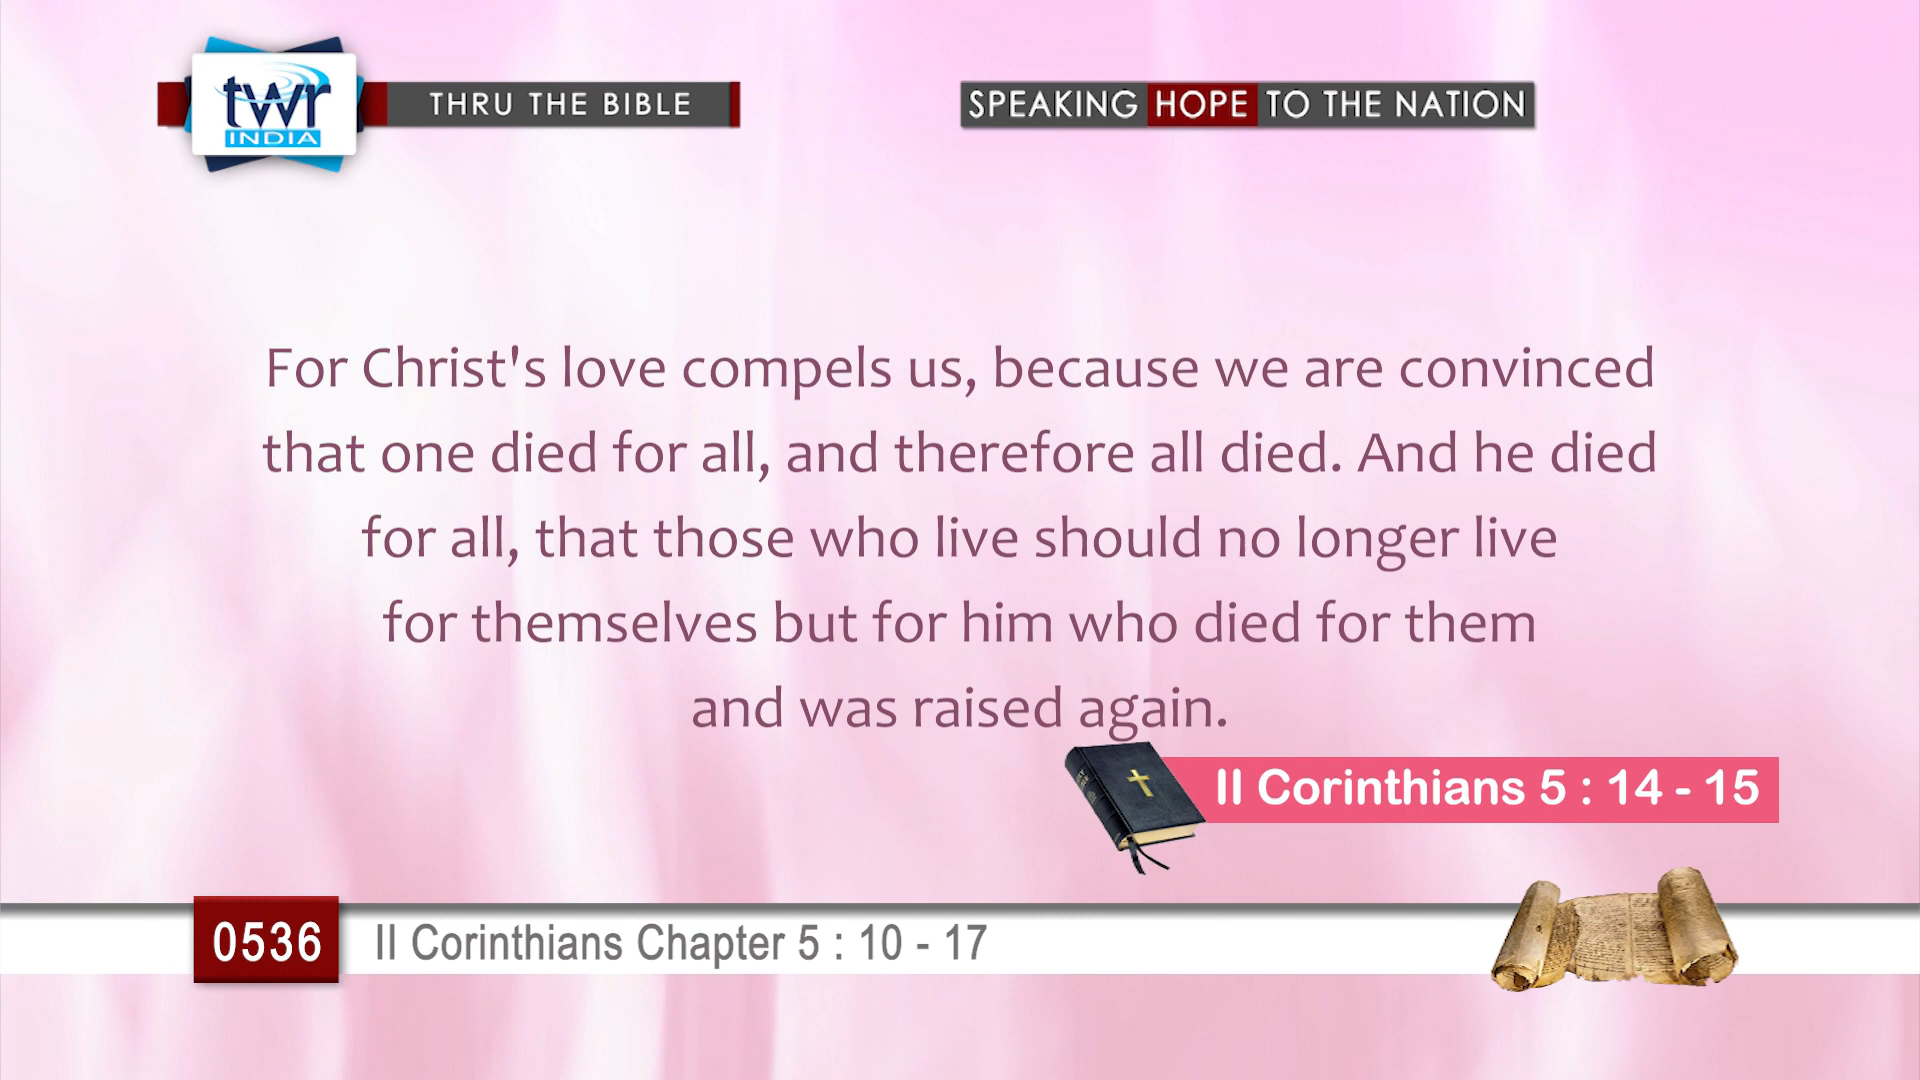 twr
INDIA
THRU THE BIBLE
SPEAKING HOPE TO THE NATION
For Christ's love compels us, because we are convinced
that one died for all, and therefore all died. And he died
for all, that those who live should no longer live
for themselves but for him who died for them
and was raised again.
II Corinthians 5 : 14 - 15
0536
II Corinthians Chapter 5 : 10 - 17